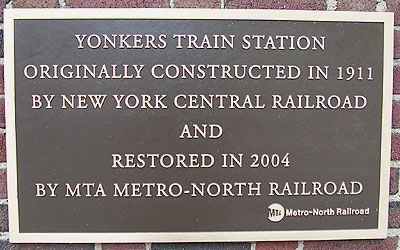 YONKERS TRAIN STATION
ORIGINALLY CONSTRUCTED IN 1911
BY NEW YORK CENTRAL RAILROAD
AND
RESTORED IN 2004
BY MTA METRO-NORTH RAILROAD
MTA Metro-North Railroad